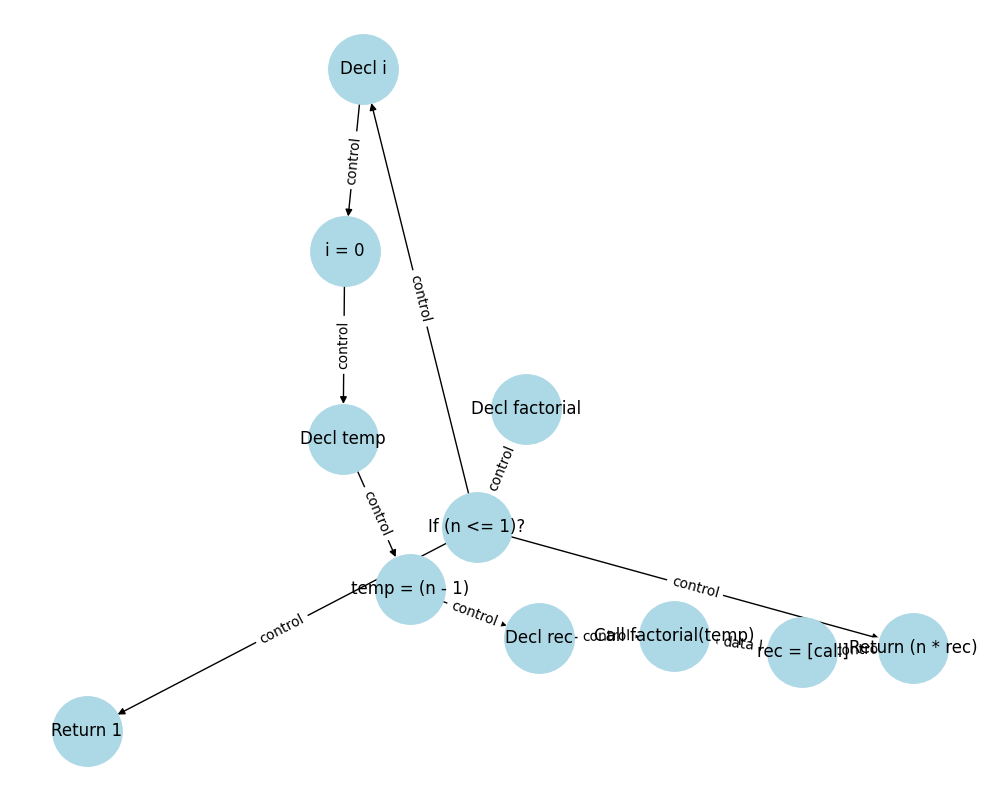 Decl i
control
i = 0
control
control
Decl factorial
Decl temp
control
control
If (n <= 1)?
temp = (n - 1)
control
control
control
Decl rec
control
Call factorial(temp)
data
rec = [call]
control
Return (n * rec)
Return 1